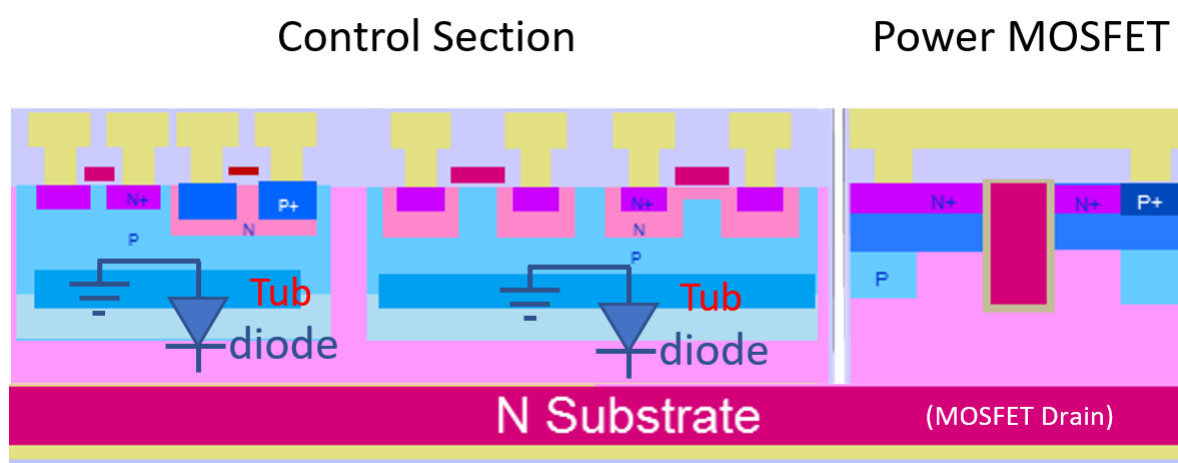 Control Section
Power MOSFET
N+
P+
N
P
N+
N
P
N+
N+
P+
P
Tub
diode
Tub
diode
N Substrate
(MOSFET Drain)